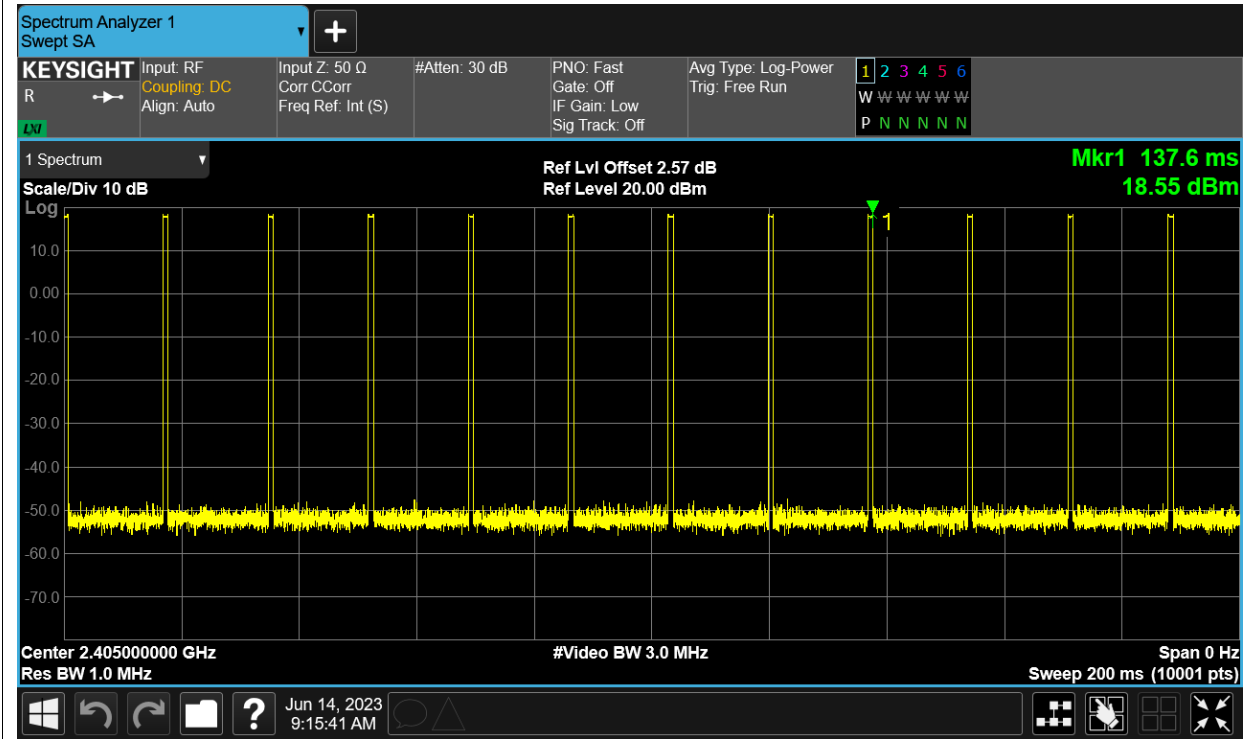 Spectrum Analyzer 1
Swept SA
+
KEYSIGHT
R
LXI
Input: RF
Coupling: DC
Align: Auto
Input Z: 50 Ω
Corr CCorr
Freq Ref: Int (S)
#Atten: 30 dB
PNO: Fast
Gate: Off
IF Gain: Low
Sig Track: Off
Avg Type: Log-Power
Trig: Free Run
1 2 3 4 5 6
W W W W W W
P N N N N N
1 Spectrum
Scale/Div 10 dB
Ref Lvl Offset 2.57 dB
Ref Level 20.00 dBm
Mkr1 137.6 ms
18.55 dBm
Log
1
10.0
0.00
-10.0
-20.0
-30.0
-40.0
-50.0
-60.0
-70.0
Center 2.405000000 GHz
#Video BW 3.0 MHz
Span 0 Hz
Res BW 1.0 MHz
Sweep 200 ms (10001 pts)
?
Jun 14, 2023
9:15:41 AM